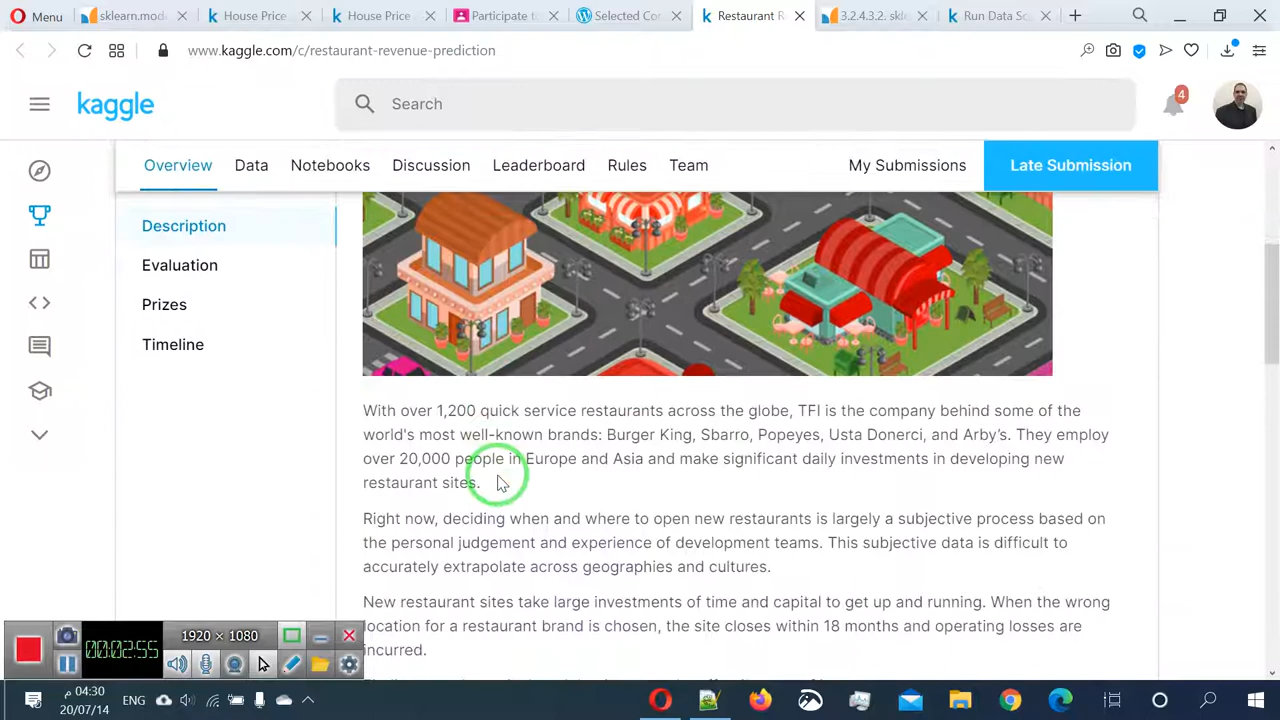 Menu
sklearn.mod
House Price
House Price
Participate to
Selected Co
Restaurant R
3.2.4.3.2. skl
Run Data Sc
www.kaggle.com/c/restaurant-revenue-prediction
kaggle
Search
4
Overview
Data
Notebooks
Discussion
Leaderboard
Rules
Team
My Submissions
Late Submission
Description
Evaluation
Prizes
Timeline
With over 1,200 quick service restaurants across the globe, TFI is the company behind some of the
world's most well-known brands: Burger King, Sbarro, Popeyes, Usta Donerci, and Arby's. They employ
over 20,000 people in Europe and Asia and make significant daily investments in developing new
restaurant sites.
Right now, deciding when and where to open new restaurants is largely a subjective process based on
the personal judgement and experience of development teams. This subjective data is difficult to
accurately extrapolate across geographies and cultures.
New restaurant sites take large investments of time and capital to get up and running. When the wrong
location for a restaurant brand is chosen, the site closes within 18 months and operating losses are
incurred.
00:02:55
1920 × 1080
04:30 م
20/07/14
ENG